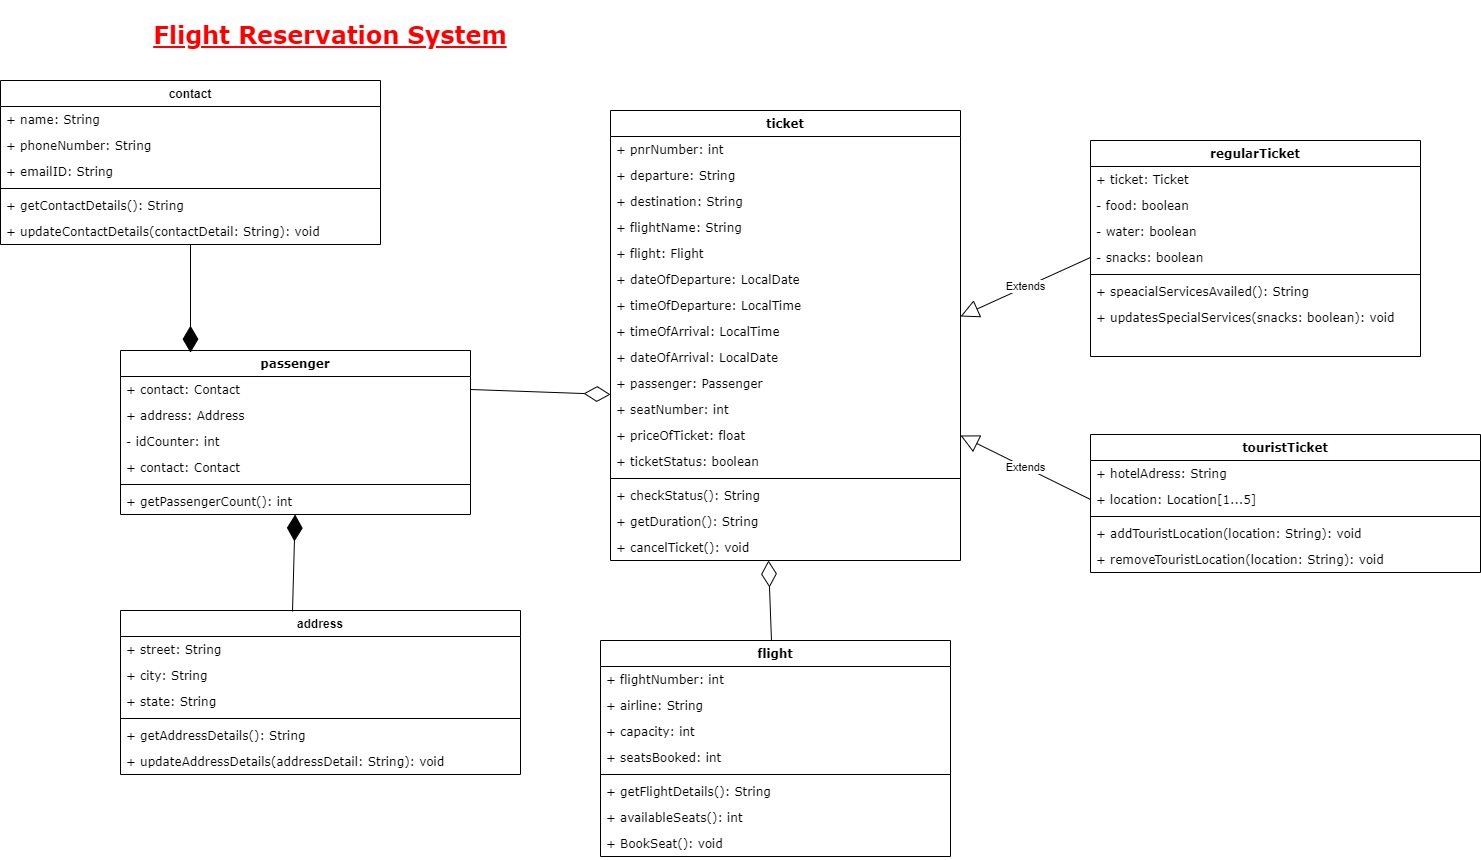 Flight Reservation System
contact
+ name: String
+ phoneNumber: String
+ emailID: String
+ getContactDetails(): String
+ updateContactDetails(contactDetail: String): void
passenger
+ contact: Contact
+ address: Address
- idCounter: int
+ contact: Contact
+ getPassengerCount(): int
address
+ street: String
+ city: String
+ state: String
+ getAddressDetails(): String
+ updateAddressDetails(addressDetail: String): void
ticket
+ pnrNumber: int
+ departure: String
+ destination: String
+ flightName: String
+ flight: Flight
+ dateOfDeparture: LocalDate
+ timeOfDeparture: LocalTime
+ timeOfArrival: LocalTime
+ dateOfArrival: LocalDate
+ passenger: Passenger
+ seatNumber: int
+ priceOfTicket: float
+ ticketStatus: boolean
+ checkStatus(): String
+ getDuration(): String
+ cancelTicket(): void
flight
+ flightNumber: int
+ airline: String
+ capacity: int
+ seatsBooked: int
+ getFlightDetails(): String
+ availableSeats(): int
+ BookSeat(): void
Extends
regularTicket
+ ticket: Ticket
- food: boolean
- water: boolean
- snacks: boolean
+ speacialServicesAvailed(): String
+ updatesSpecialServices(snacks: boolean): void
Extends
touristTicket
+ hotelAdress: String
+ location: Location[1...5]
+ addTouristLocation(location: String): void
+ removeTouristLocation(location: String): void